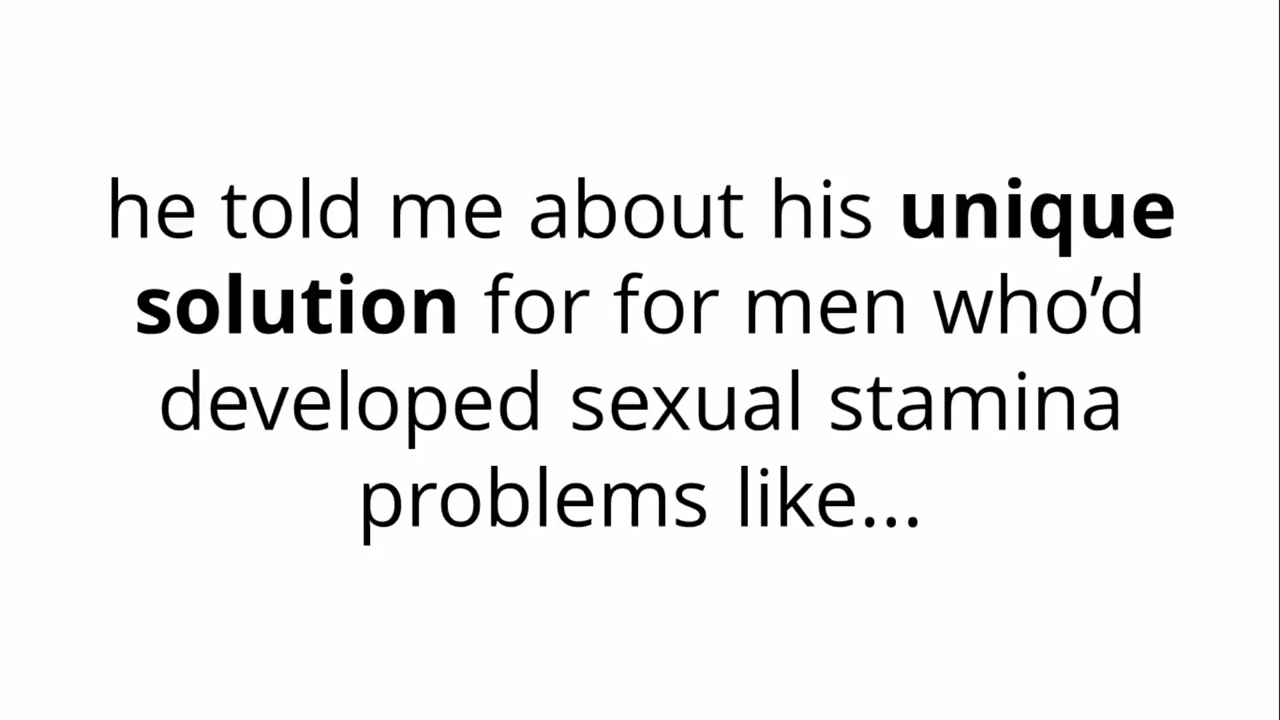 he told me about his unique
solution for for men who’d
developed sexual stamina
problems like...